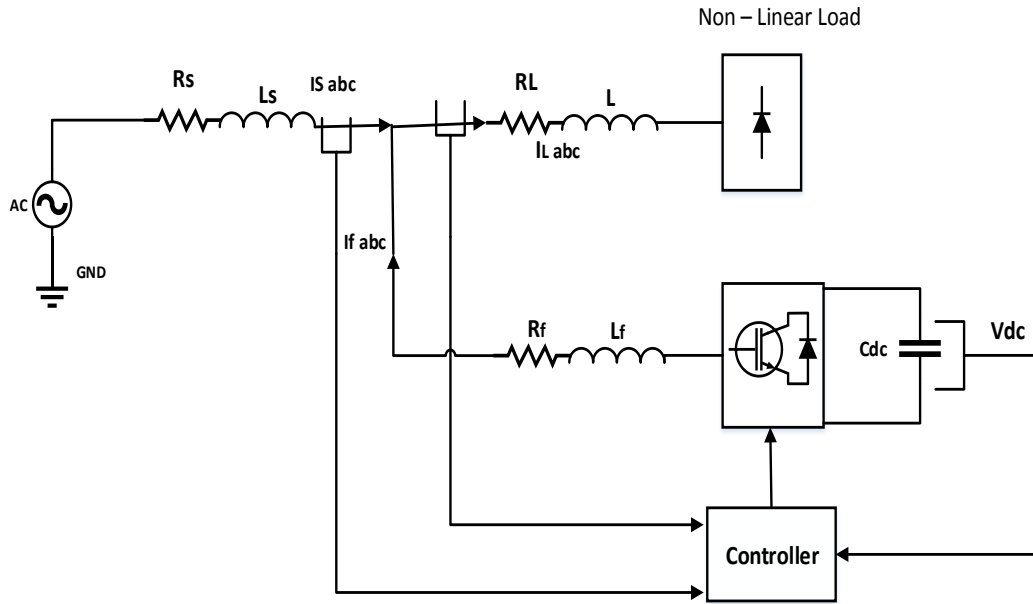 Non – Linear Load
Rs
Ls
IS abc
RL
L
IL abc
AC
GND
If abc
Rf
Lf
Cdc
Vdc
Controller